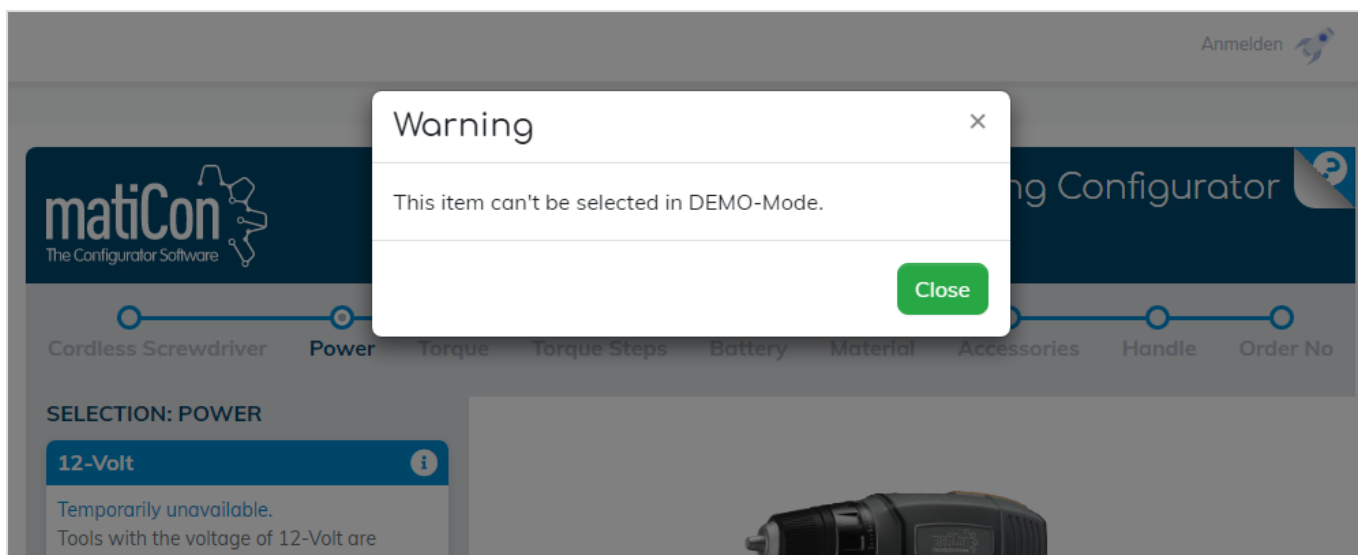 Anmelden
Warning
×
This item can't be selected in DEMO-Mode.
Close
matiCon
The Configurator Software
ng Configurator
Cordless Screwdriver Power Torque Torque Steps Battery Material Accessories Handle Order No
SELECTION: POWER
12-Volt
Temporarily unavailable.
Tools with the voltage of 12-Volt are